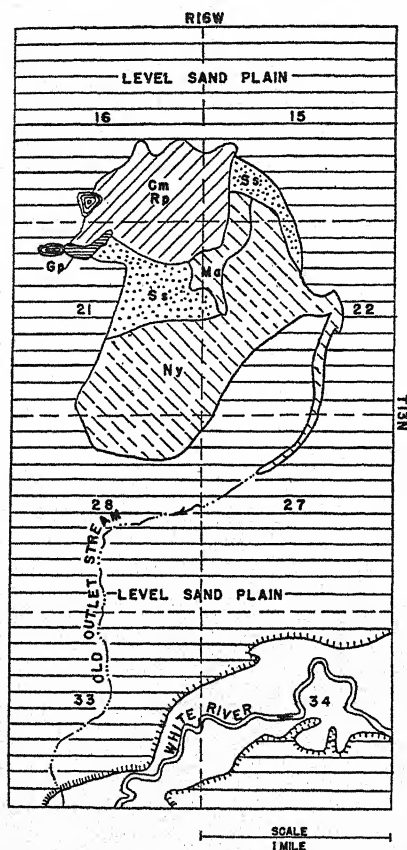 R16W
LEVEL SAND PLAIN
16
15
Cm
Rp
Ss
Gp
Ma
21
Ss
22
Ny
T13N
28
27
OLD OUTLET STREAM
LEVEL SAND PLAIN
33
34
WHITE RIVER
SCALE
1 MILE